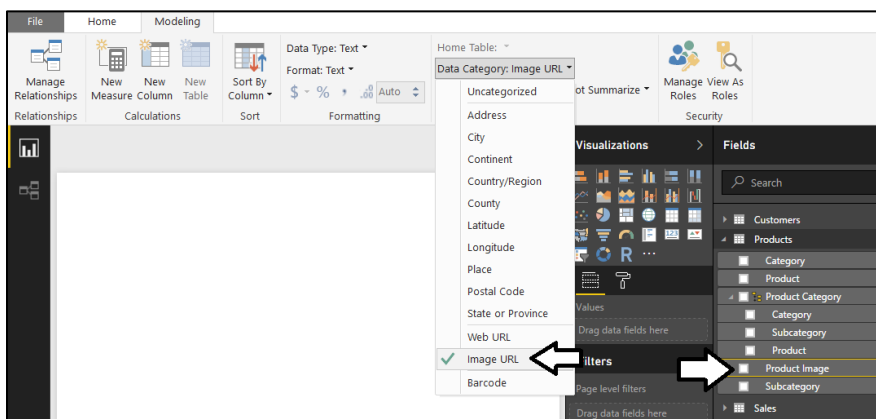 File
Home
Modeling
Manage
Relationships
New
Measure
New
Column
New
Table
Sort By
Column
Data Type: Text
Format: Text
$ % , .00 Auto
Home Table:
Data Category: Image URL
ot Summarize
Manage
Roles
View As
Roles
Relationships
Calculations
Sort
Formatting
Security
Uncategorized
Address
City
Continent
Country/Region
County
Latitude
Longitude
Place
Postal Code
State or Province
Web URL
Image URL
Barcode
Visualizations >
123
R ...
Values
Drag data fields here
Filters
Page level filters
Drag data fields here
Fields
Search
Customers
Products
Category
Product
Product Category
Category
Subcategory
Product
Product Image
Subcategory
Sales